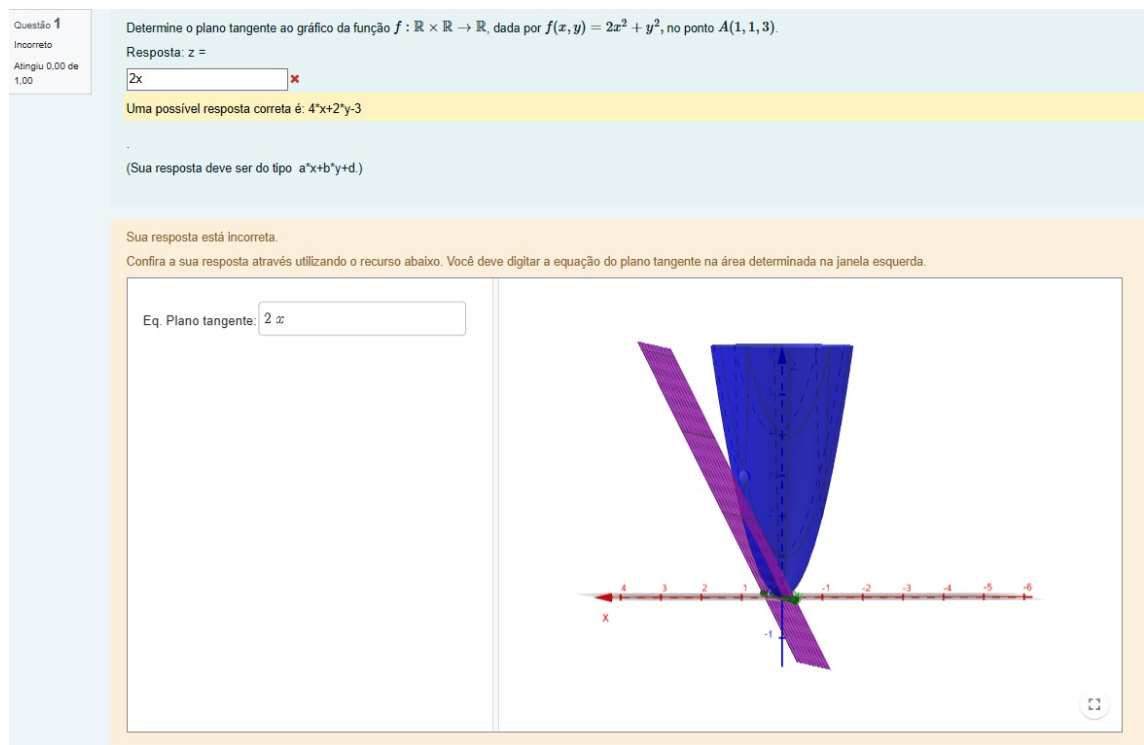 Questão 1
Incorreto
Atingiu 0,00 de
1,00
Determine o plano tangente ao gráfico da função f : ℝ × ℝ → ℝ, dada por f(x, y) = 2x² + y², no ponto A(1, 1, 3).
Resposta: z =
2x
Uma possível resposta correta é: 4*x+2*y-3
.
(Sua resposta deve ser do tipo a*x+b*y+d.)
Sua resposta está incorreta.
Confira a sua resposta através utilizando o recurso abaixo. Você deve digitar a equação do plano tangente na área determinada na janela esquerda.
Eq. Plano tangente: 2 x
4 3 2 1 -1 -2 -3 -4 -5 -6
X
-1